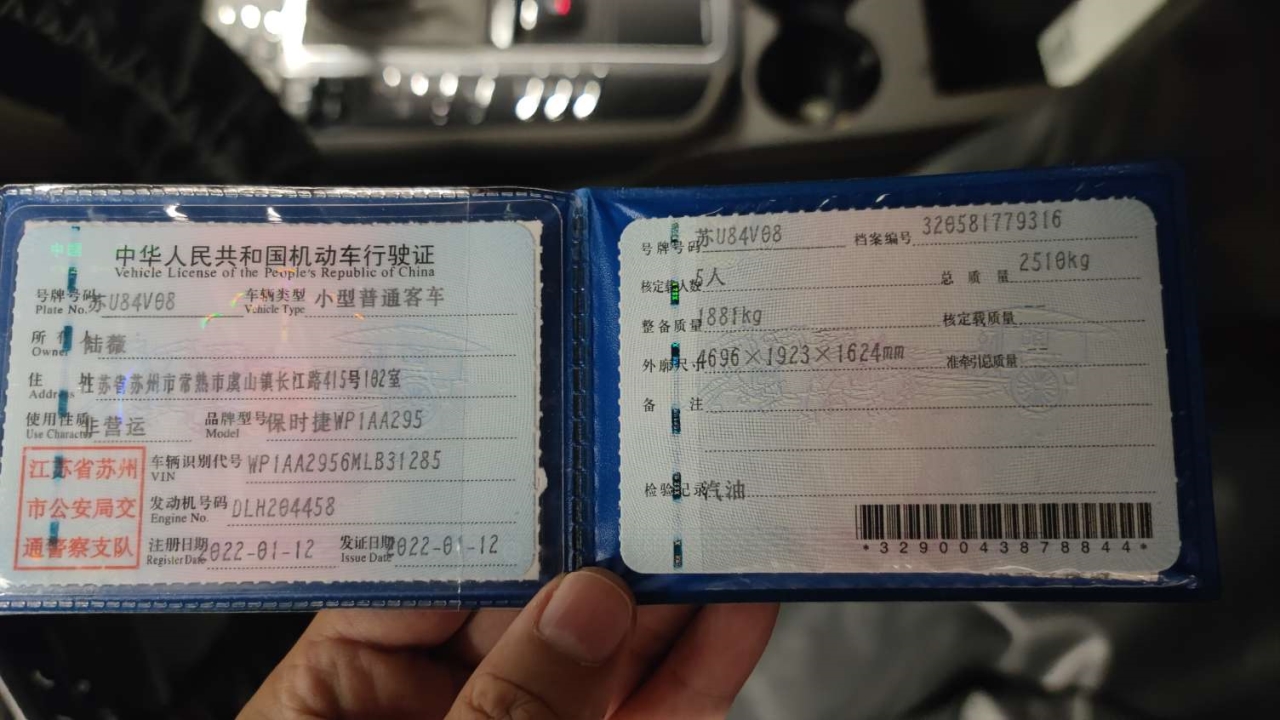 中华人民共和国机动车行驶证
Vehicle License of the People's Republic of China
号牌号码 苏U84V08 车辆类型 小型普通客车
Plate No. Vehicle Type
所有人 陆薇
Owner
住址 江苏省苏州市常熟市虞山镇长江路415号102室
Address
使用性质 非营运 品牌型号 保时捷WP1AA295
Use Character Model
江苏省苏州
市公安局交
通警察支队
车辆识别代号 WP1AA2956MLB31285
VIN
发动机号码 DLH204458
Engine No.
注册日期 2022-01-12 发证日期 2022-01-12
Register Date Issue Date
号牌号码 苏U84V08 档案编号 320581779316
核定载人数 5人 总质量 2510kg
整备质量 1881kg 核定载质量 --
外廓尺寸 4696×1923×1624mm 准牵引总质量 --
备注
检验记录 汽油
*3290043878844*